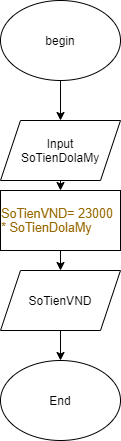 begin
Input
SoTienDolaMy
SoTienVND= 23000
* SoTienDolaMy
SoTienVND
End